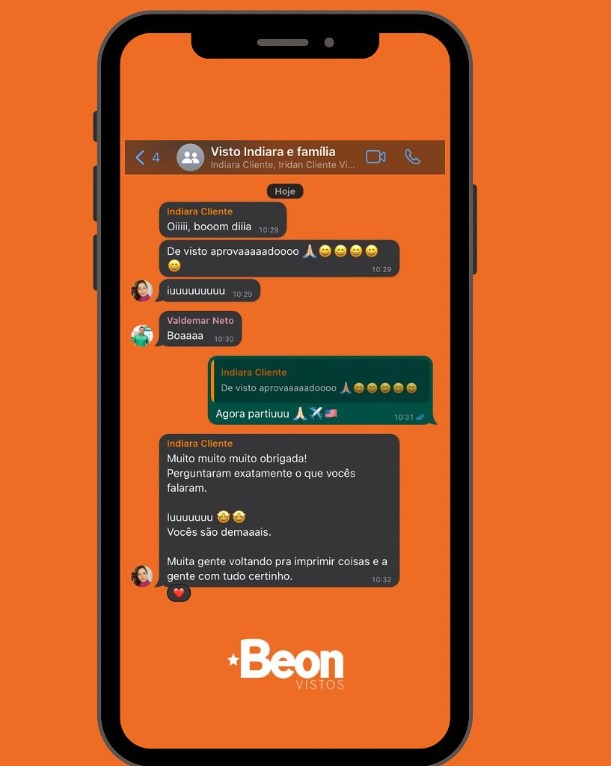 4
Visto Indiara e família
Indiara Cliente, Iridan Cliente Vi...
Hoje
Indiara Cliente
Oiiiii, booom diiia 10:29
De visto aprovaaaaadoooo 🙏🏼😄😄😄😄
😄 10:29
iuuuuuuuuu 10:29
Valdemar Neto
Boaaaa 10:30
Indiara Cliente
De visto aprovaaaaadoooo 🙏🏼😄😄😄😄😄
Agora partiuuu 🙏🏼✈️🇺🇸 10:31
Indiara Cliente
Muito muito muito obrigada!
Perguntaram exatamente o que vocês
falaram.
Iuuuuuuu 🤩🤩
Vocês são demaaais.
Muita gente voltando pra imprimir coisas e a
gente com tudo certinho. 10:32
❤️
Beon
VISTOS